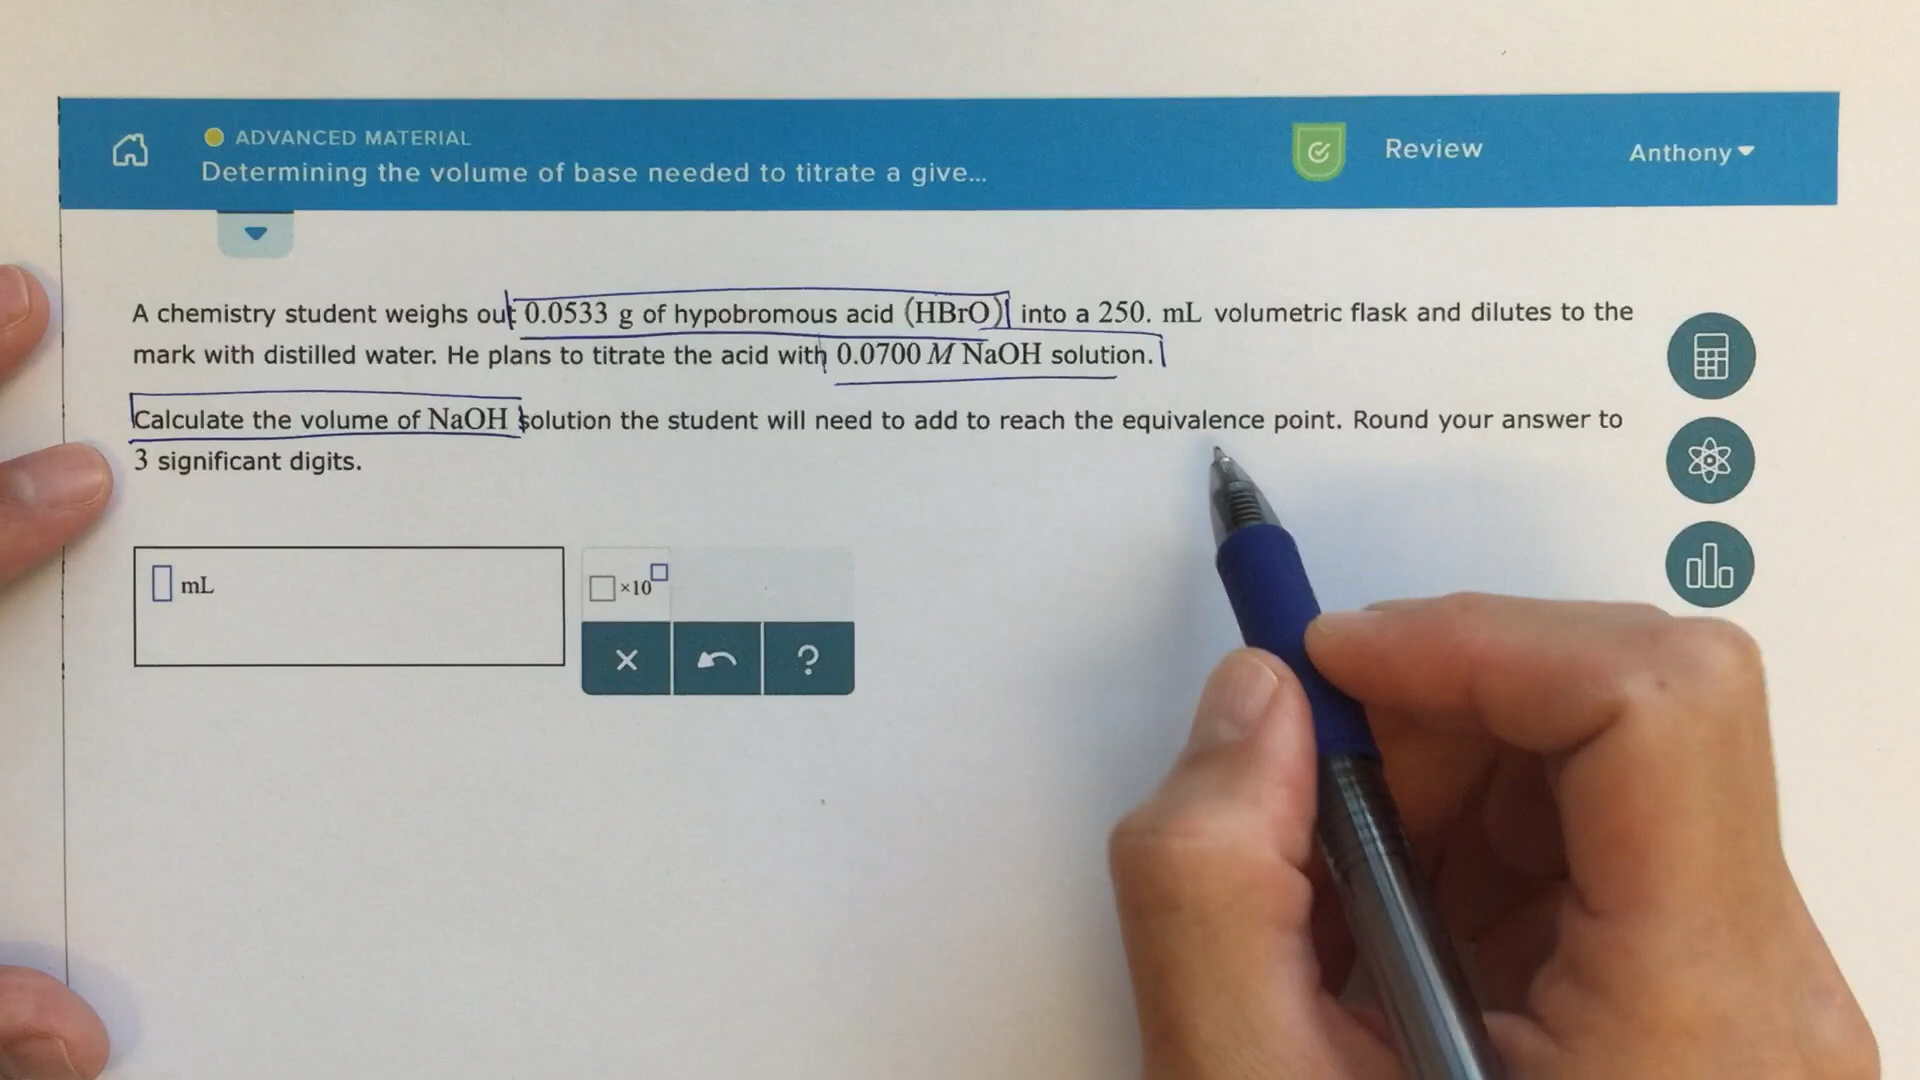 ADVANCED MATERIAL
Determining the volume of base needed to titrate a give...
Review
Anthony
A chemistry student weighs out 0.0533 g of hypobromous acid (HBrO) into a 250. mL volumetric flask and dilutes to the
mark with distilled water. He plans to titrate the acid with 0.0700 M NaOH solution.
Calculate the volume of NaOH solution the student will need to add to reach the equivalence point. Round your answer to
3 significant digits.
mL
×10
?